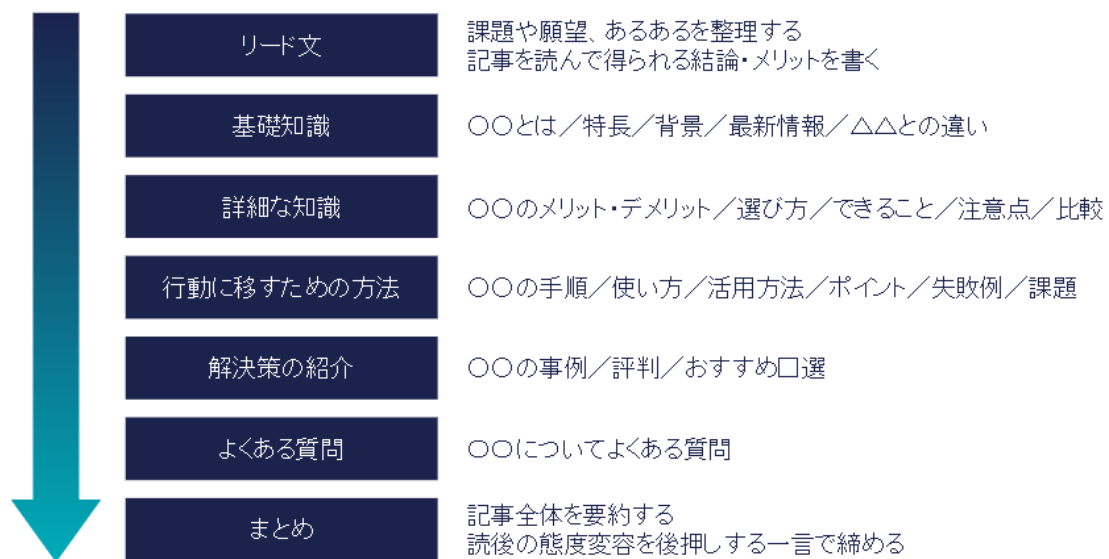 リード文
課題や願望、あるあるを整理する
記事を読んで得られる結論・メリットを書く
基礎知識
〇〇とは／特長／背景／最新情報／△△との違い
詳細な知識
〇〇のメリット・デメリット／選び方／できること／注意点／比較
行動に移すための方法
〇〇の手順／使い方／活用方法／ポイント／失敗例／課題
解決策の紹介
〇〇の事例／評判／おすすめ□選
よくある質問
〇〇についてよくある質問
まとめ
記事全体を要約する
読後の態度変容を後押しする一言で締める